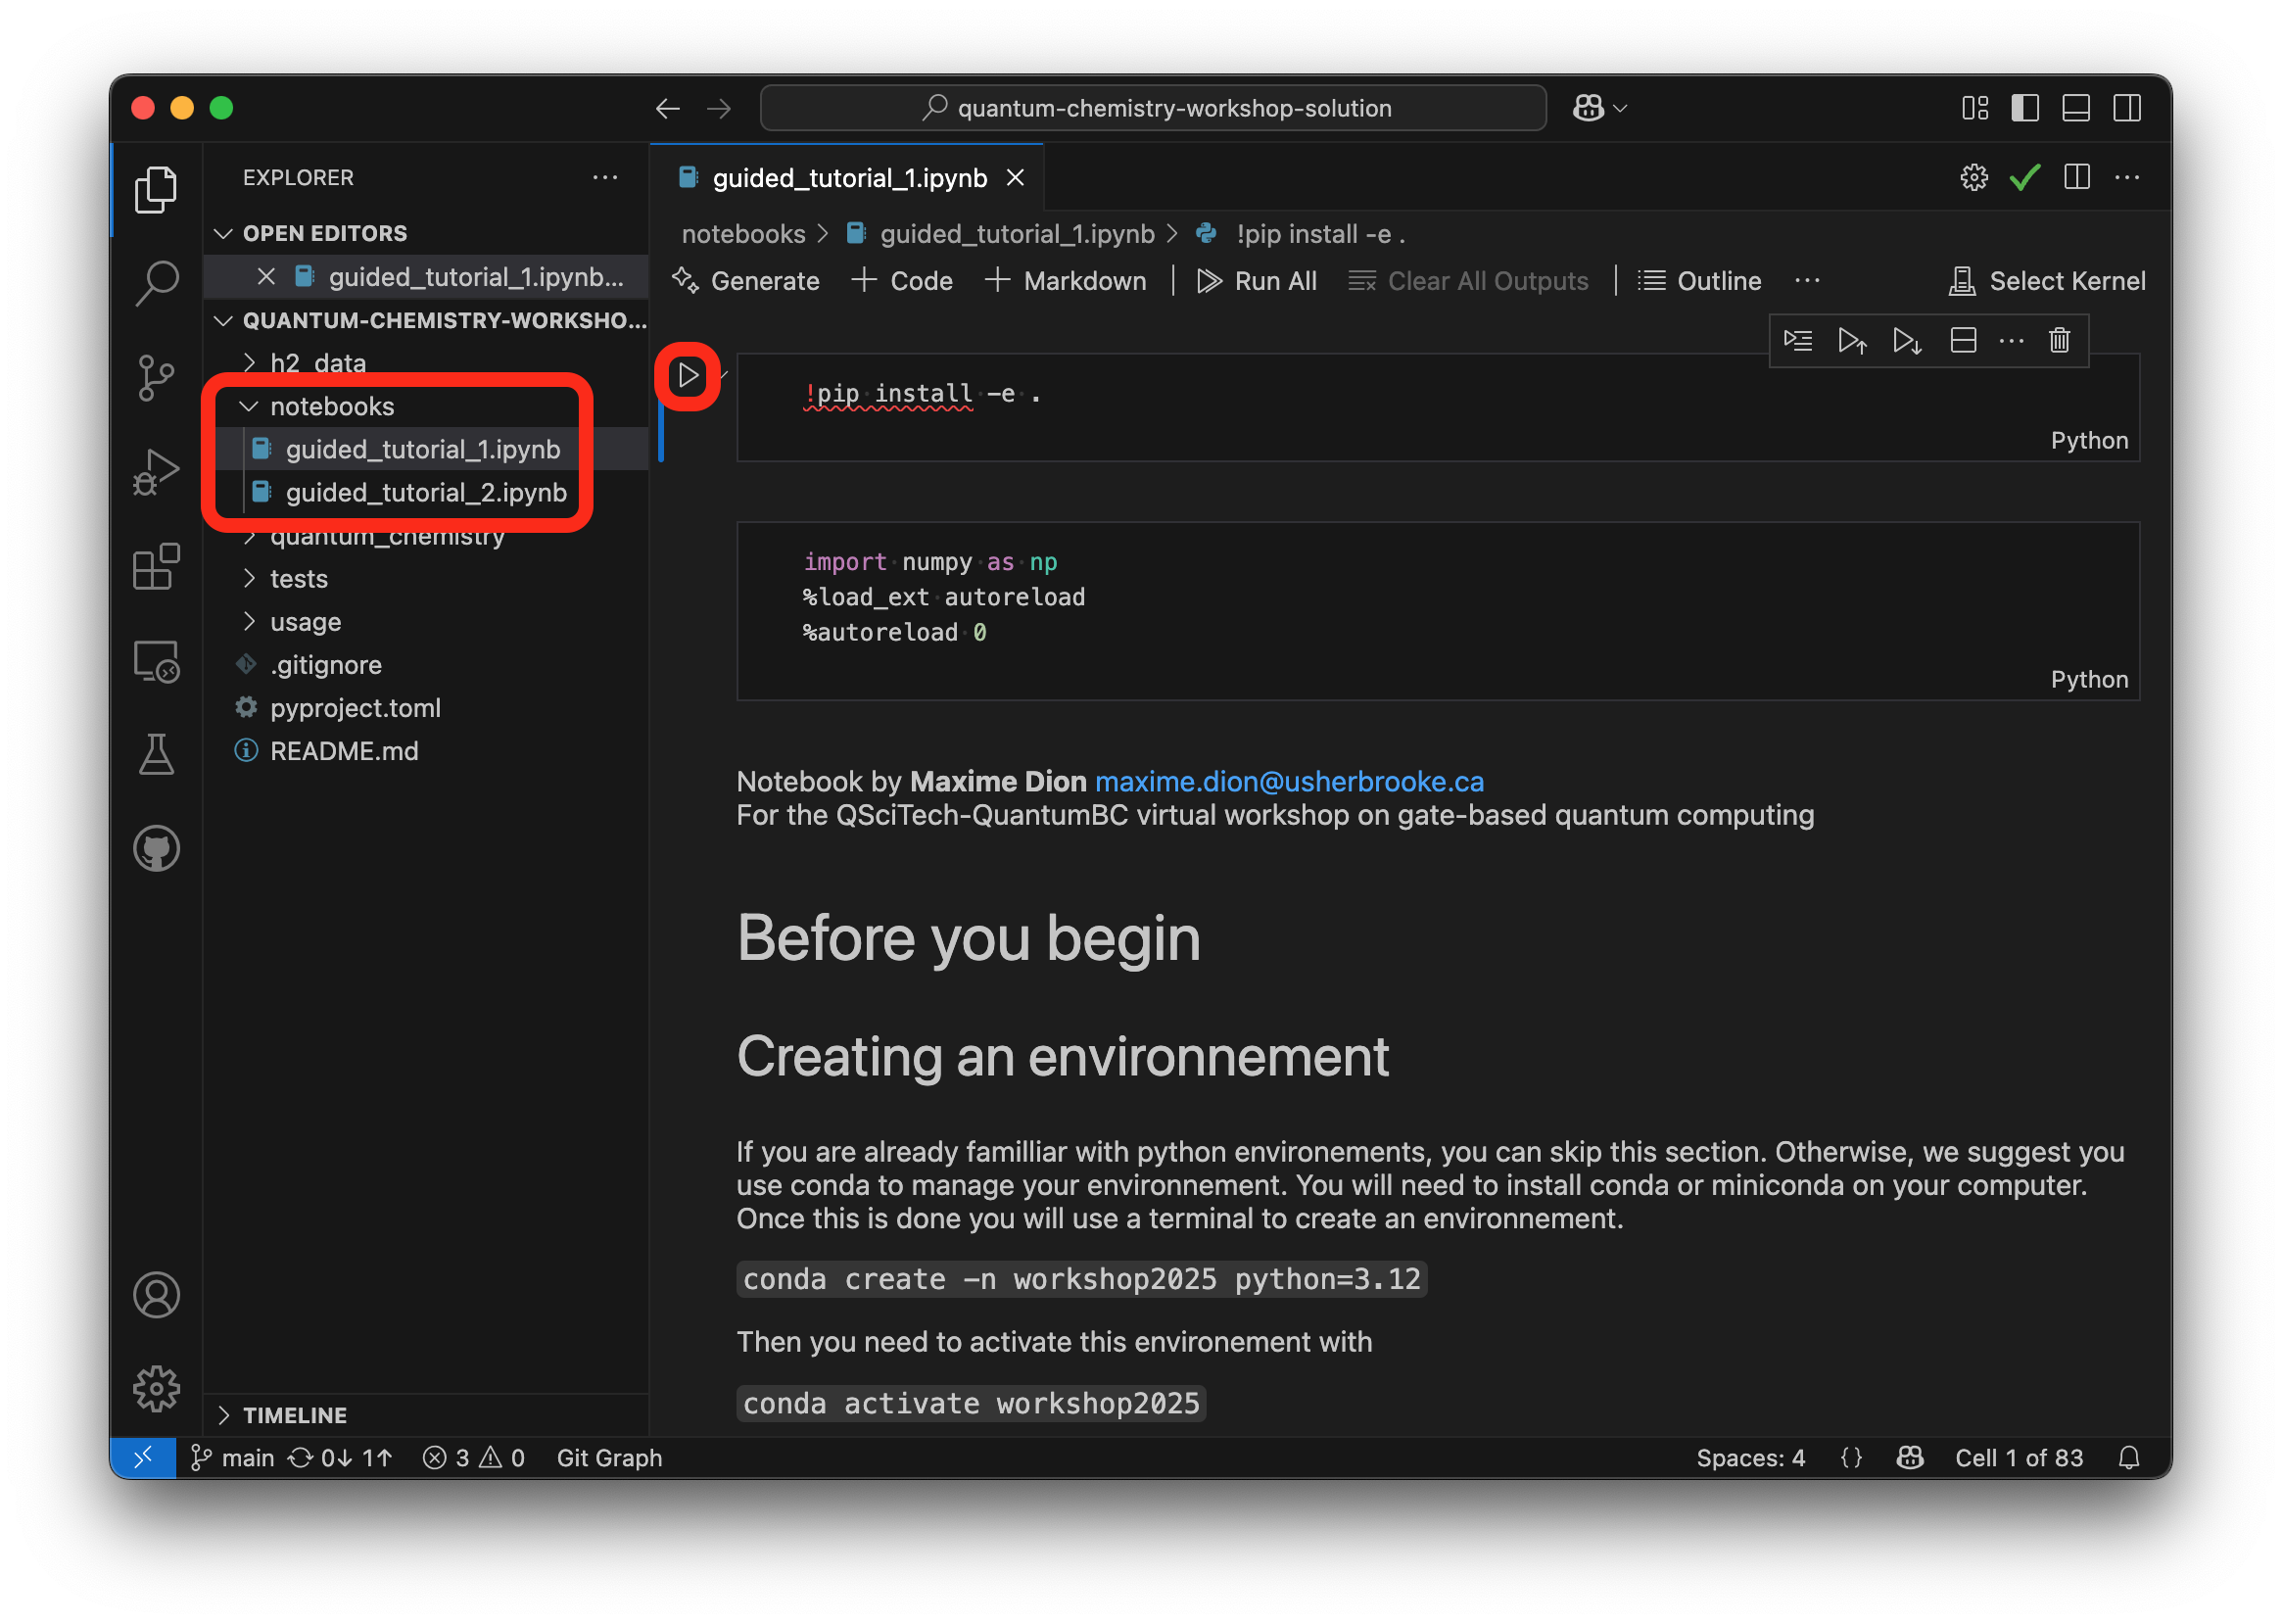 quantum-chemistry-workshop-solution
EXPLORER
OPEN EDITORS
guided_tutorial_1.ipynb...
QUANTUM-CHEMISTRY-WORKSHO...
h2_data
notebooks
guided_tutorial_1.ipynb
guided_tutorial_2.ipynb
quantum_chemistry
tests
usage
.gitignore
pyproject.toml
README.md
TIMELINE
guided_tutorial_1.ipynb
notebooks > guided_tutorial_1.ipynb > !pip install -e .
Generate + Code + Markdown | Run All Clear All Outputs | Outline ... Select Kernel
!pip install -e .
Python
import numpy as np
%load_ext autoreload
%autoreload 0
Python
Notebook by Maxime Dion maxime.dion@usherbrooke.ca
For the QSciTech-QuantumBC virtual workshop on gate-based quantum computing
Before you begin
Creating an environnement
If you are already familliar with python environements, you can skip this section. Otherwise, we suggest you
use conda to manage your environnement. You will need to install conda or miniconda on your computer.
Once this is done you will use a terminal to create an environnement.
conda create -n workshop2025 python=3.12
Then you need to activate this environement with
conda activate workshop2025
main 0↓ 1↑ 3 0 Git Graph Spaces: 4 {} Cell 1 of 83